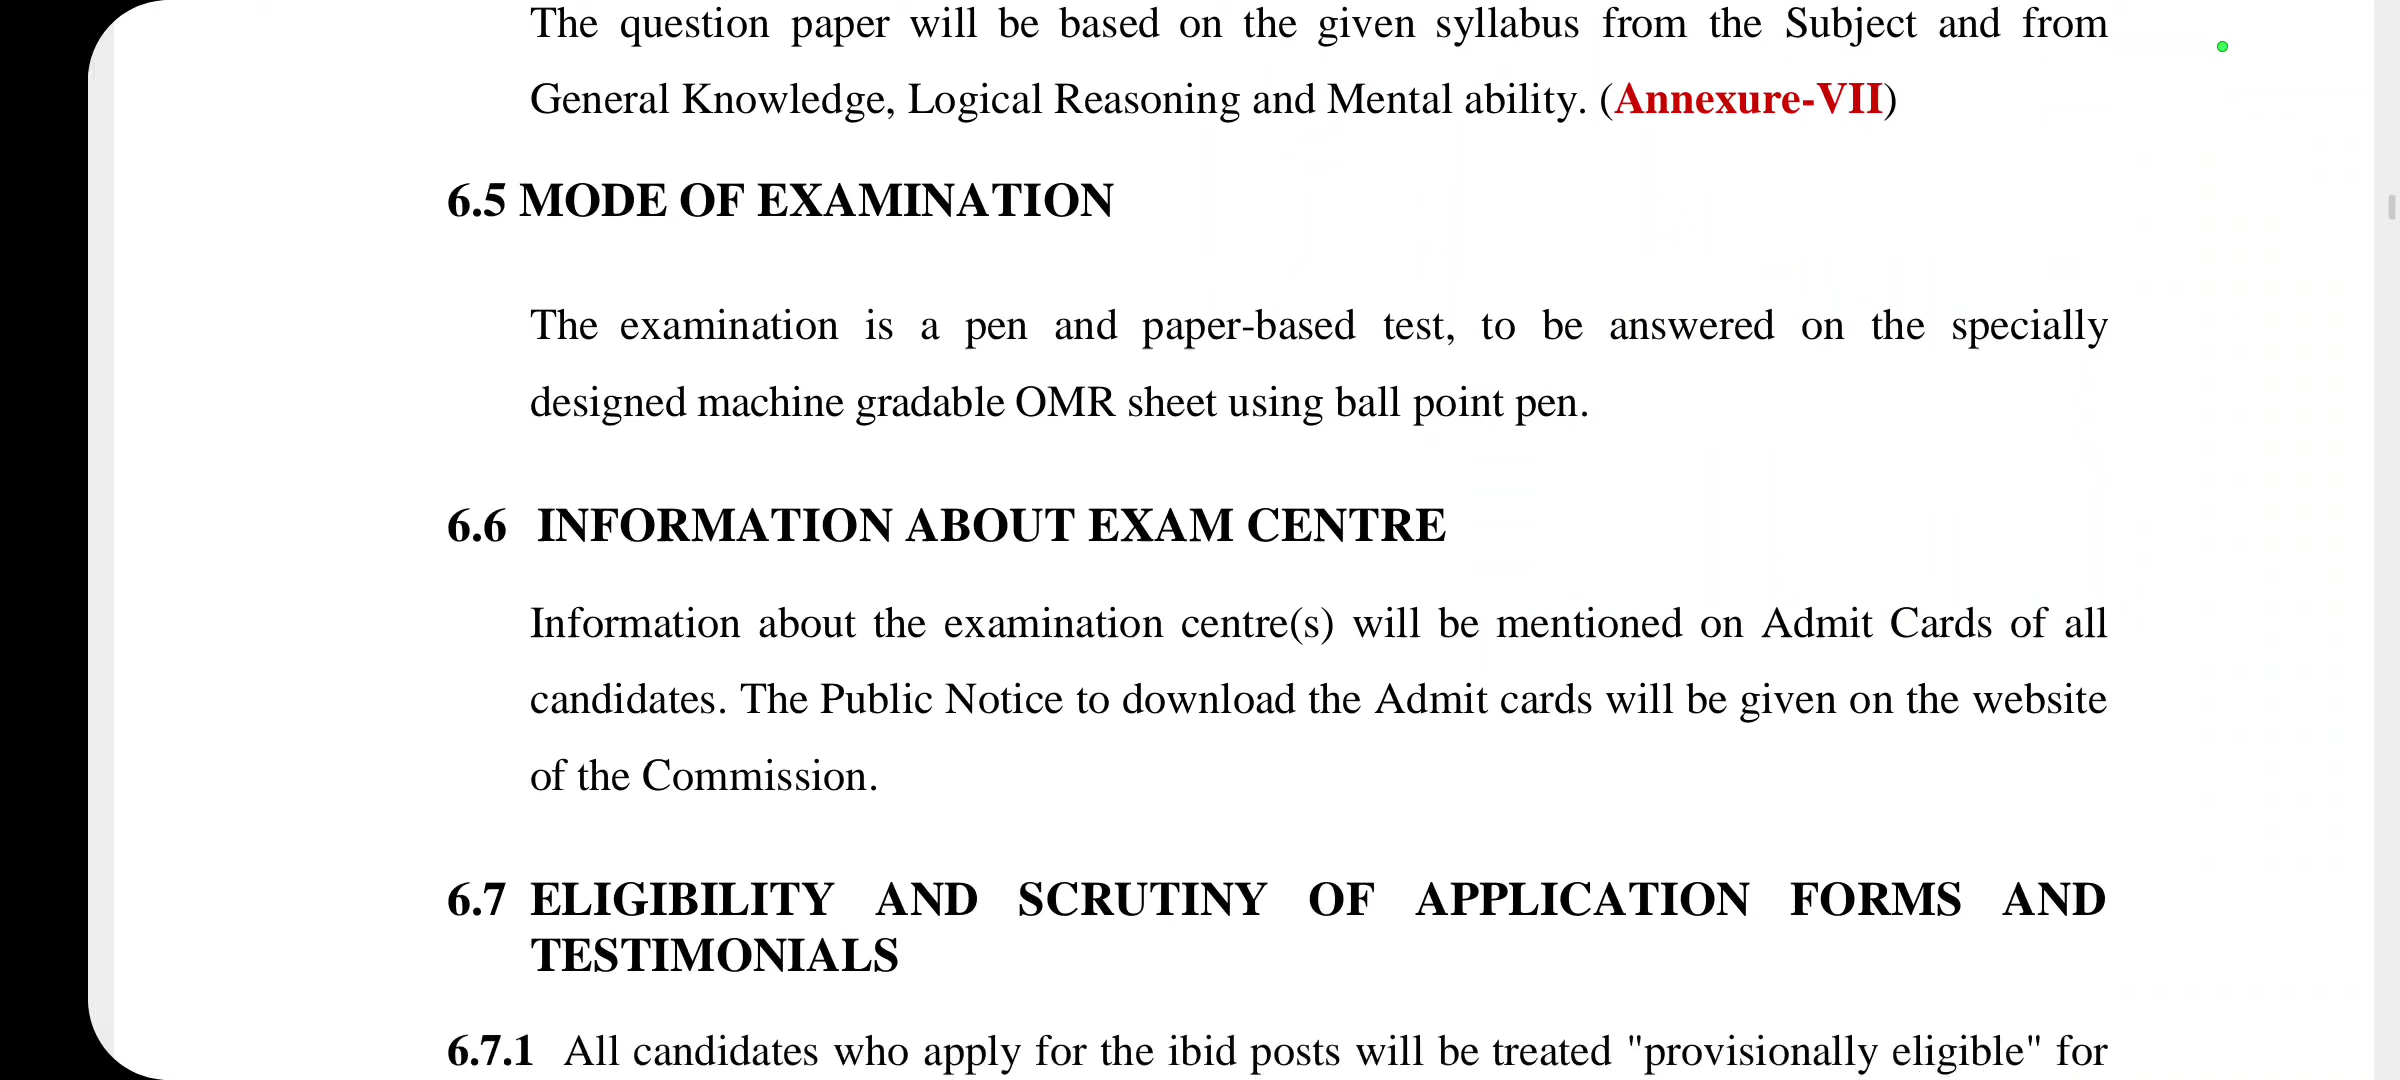 The question paper will be based on the given syllabus from the Subject and from
General Knowledge, Logical Reasoning and Mental ability. (Annexure-VII)
6.5 MODE OF EXAMINATION
The examination is a pen and paper-based test, to be answered on the specially
designed machine gradable OMR sheet using ball point pen.
6.6 INFORMATION ABOUT EXAM CENTRE
Information about the examination centre(s) will be mentioned on Admit Cards of all
candidates. The Public Notice to download the Admit cards will be given on the website
of the Commission.
6.7 ELIGIBILITY AND SCRUTINY OF APPLICATION FORMS AND
TESTIMONIALS
6.7.1 All candidates who apply for the ibid posts will be treated "provisionally eligible" for